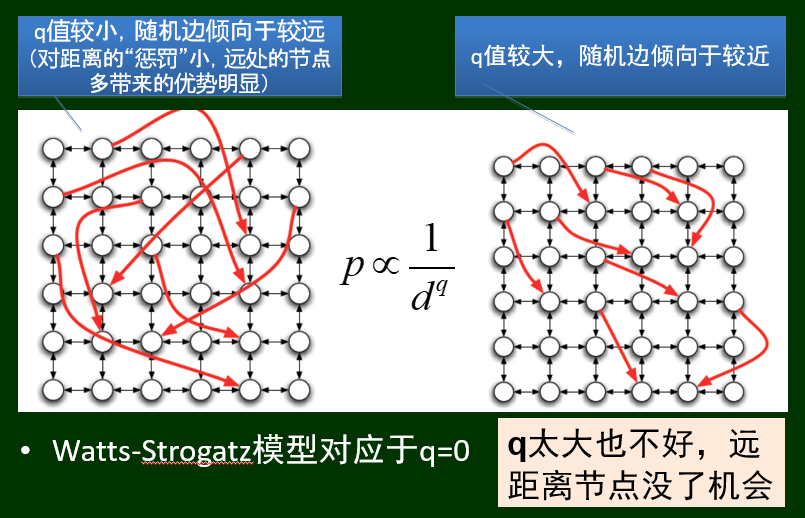 q值较小，随机边倾向于较远
（对距离的“惩罚”小，远处的节点
多带来的优势明显）
q值较大，随机边倾向于较近
p ∝ 1/d^q
• Watts-Strogatz模型对应于q=0
q太大也不好，远
距离节点没了机会